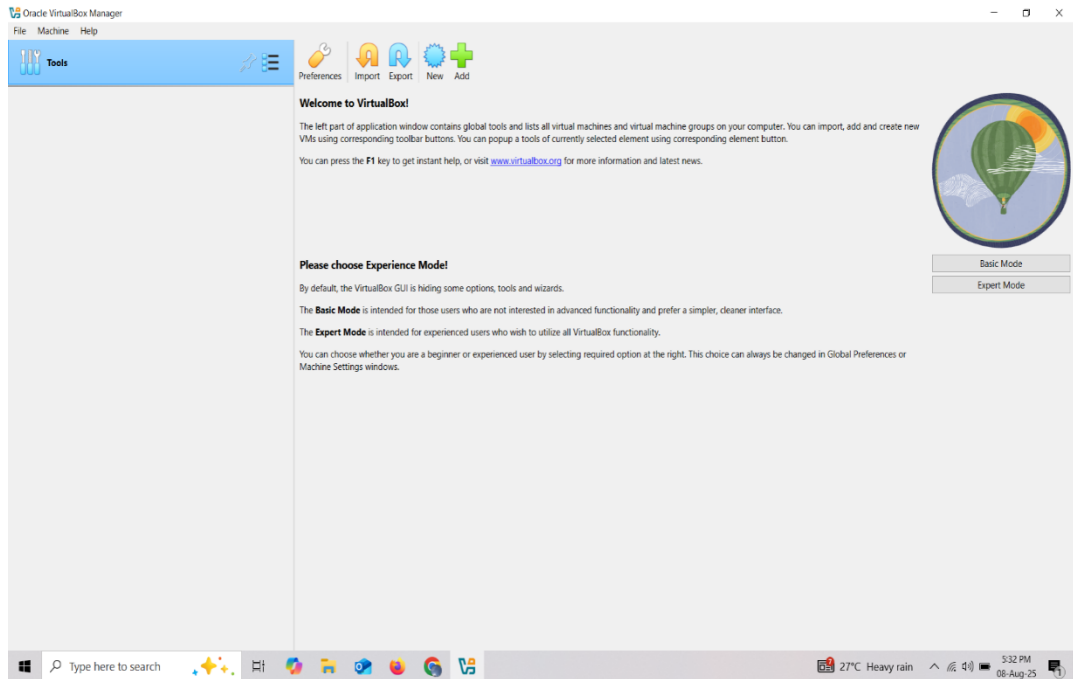 Oracle VirtualBox Manager
File Machine Help
Tools
Preferences Import Export New Add
Welcome to VirtualBox!
The left part of application window contains global tools and lists all virtual machines and virtual machine groups on your computer. You can import, add and create new
VMs using corresponding toolbar buttons. You can popup a tools of currently selected element using corresponding element button.
You can press the F1 key to get instant help, or visit www.virtualbox.org for more information and latest news.
Please choose Experience Mode!
By default, the VirtualBox GUI is hiding some options, tools and wizards.
The Basic Mode is intended for those users who are not interested in advanced functionality and prefer a simpler, cleaner interface.
The Expert Mode is intended for experienced users who wish to utilize all VirtualBox functionality.
You can choose whether you are a beginner or experienced user by selecting required option at the right. This choice can always be changed in Global Preferences or
Machine Settings windows.
Basic Mode
Expert Mode
Type here to search
27°C Heavy rain
5:32 PM
08-Aug-25
1